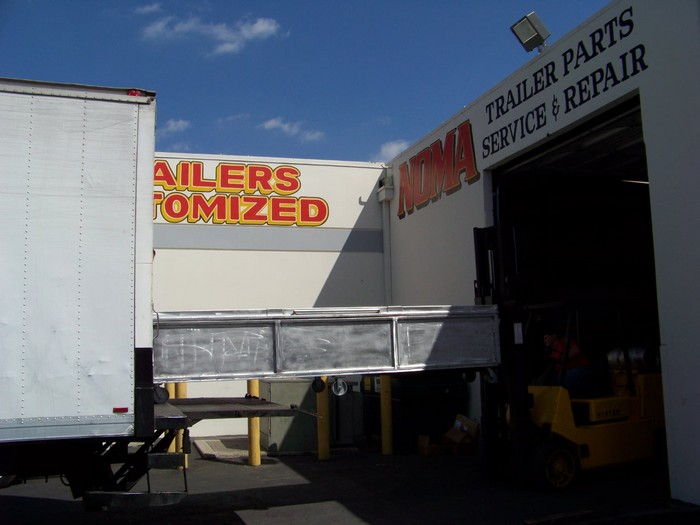 AILERS
TOMIZED
NOMA
TRAILER PARTS
SERVICE & REPAIR